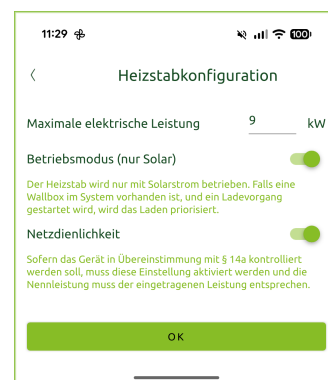 11:29
100
Heizstabkonfiguration
Maximale elektrische Leistung 9 kW
Betriebsmodus (nur Solar)
Der Heizstab wird nur mit Solarstrom betrieben. Falls eine
Wallbox im System vorhanden ist, und ein Ladevorgang
gestartet wird, wird das Laden priorisiert.
Netzdienlichkeit
Sofern das Gerät in Übereinstimmung mit § 14a kontrolliert
werden soll, muss diese Einstellung aktiviert werden und die
Nennleistung muss der eingetragenen Leistung entsprechen.
OK